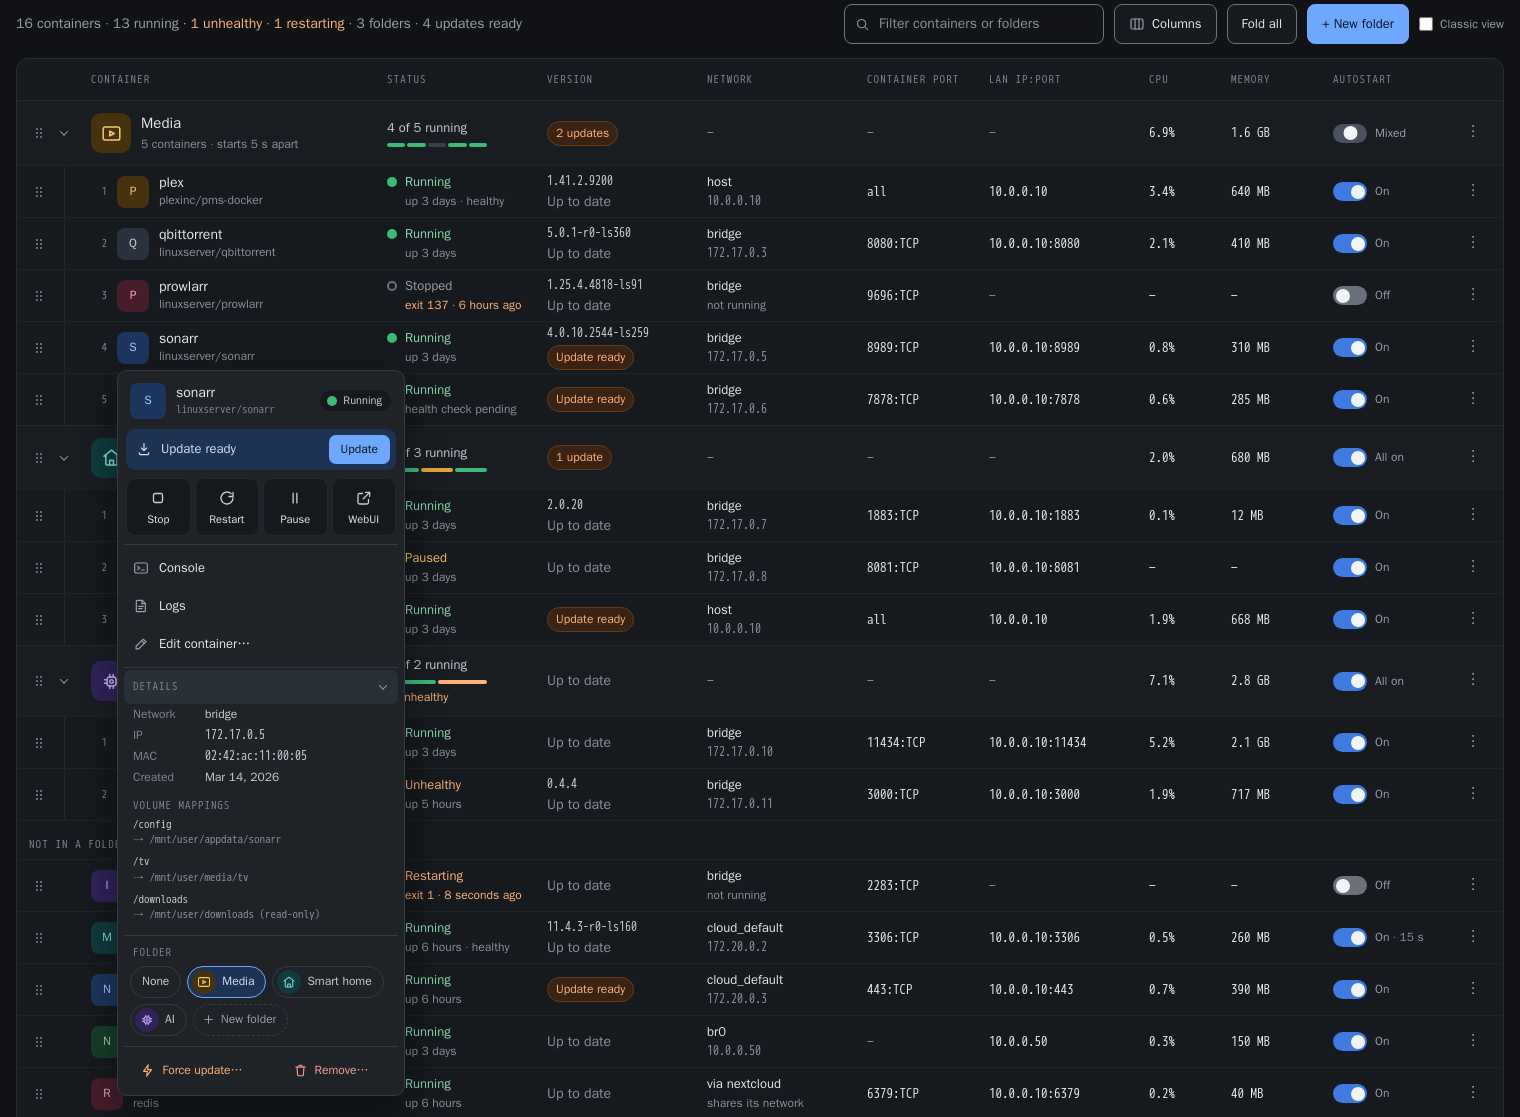 16 containers · 13 running · 1 unhealthy · 1 restarting · 3 folders · 4 updates ready
Filter containers or folders
Columns
Fold all
+ New folder
Classic view
CONTAINER STATUS VERSION NETWORK CONTAINER PORT LAN IP:PORT CPU MEMORY AUTOSTART
Media
5 containers · starts 5 s apart
4 of 5 running
2 updates
– – – 6.9% 1.6 GB Mixed
1 P plex
plexinc/pms-docker
Running
up 3 days · healthy
1.41.2.9200
Up to date
host
10.0.0.10
all 10.0.0.10 3.4% 640 MB On
2 Q qbittorrent
linuxserver/qbittorrent
Running
up 3 days
5.0.1-r0-ls360
Up to date
bridge
172.17.0.3
8080:TCP 10.0.0.10:8080 2.1% 410 MB On
3 P prowlarr
linuxserver/prowlarr
Stopped
exit 137 · 6 hours ago
1.25.4.4818-ls91
Up to date
bridge
not running
9696:TCP – – – Off
4 S sonarr
linuxserver/sonarr
Running
up 3 days
4.0.10.2544-ls259
Update ready
bridge
172.17.0.5
8989:TCP 10.0.0.10:8989 0.8% 310 MB On
5
Running
health check pending
Update ready
bridge
172.17.0.6
7878:TCP 10.0.0.10:7878 0.6% 285 MB On
f 3 running
1 update
– – – 2.0% 680 MB All on
1
Running
up 3 days
2.0.20
Up to date
bridge
172.17.0.7
1883:TCP 10.0.0.10:1883 0.1% 12 MB On
2
Paused
up 3 days
Up to date
bridge
172.17.0.8
8081:TCP 10.0.0.10:8081 – – On
3
Running
up 3 days
Update ready
host
10.0.0.10
all 10.0.0.10 1.9% 668 MB On
f 2 running
nhealthy
Up to date
– – – 7.1% 2.8 GB All on
1
Running
up 3 days
Up to date
bridge
172.17.0.10
11434:TCP 10.0.0.10:11434 5.2% 2.1 GB On
2
Unhealthy
up 5 hours
0.4.4
Up to date
bridge
172.17.0.11
3000:TCP 10.0.0.10:3000 1.9% 717 MB On
NOT IN A FOLDE
I
Restarting
exit 1 · 8 seconds ago
Up to date
bridge
not running
2283:TCP – – – Off
M
Running
up 6 hours · healthy
11.4.3-r0-ls160
Up to date
cloud_default
172.20.0.2
3306:TCP 10.0.0.10:3306 0.5% 260 MB On · 15 s
N
Running
up 6 hours
Update ready
cloud_default
172.20.0.3
443:TCP 10.0.0.10:443 0.7% 390 MB On
N
Running
up 3 days
Up to date
br0
10.0.0.50
– 10.0.0.50 0.3% 150 MB On
R
redis
Running
up 6 hours
Up to date
via nextcloud
shares its network
6379:TCP 10.0.0.10:6379 0.2% 40 MB On
S sonarr
linuxserver/sonarr
Running
Update ready
Update
Stop Restart Pause WebUI
Console
Logs
Edit container···
DETAILS
Network bridge
IP 172.17.0.5
MAC 02:42:ac:11:00:05
Created Mar 14, 2026
VOLUME MAPPINGS
/config
→ /mnt/user/appdata/sonarr
/tv
→ /mnt/user/media/tv
/downloads
→ /mnt/user/downloads (read-only)
FOLDER
None Media Smart home
AI + New folder
Force update··· Remove···